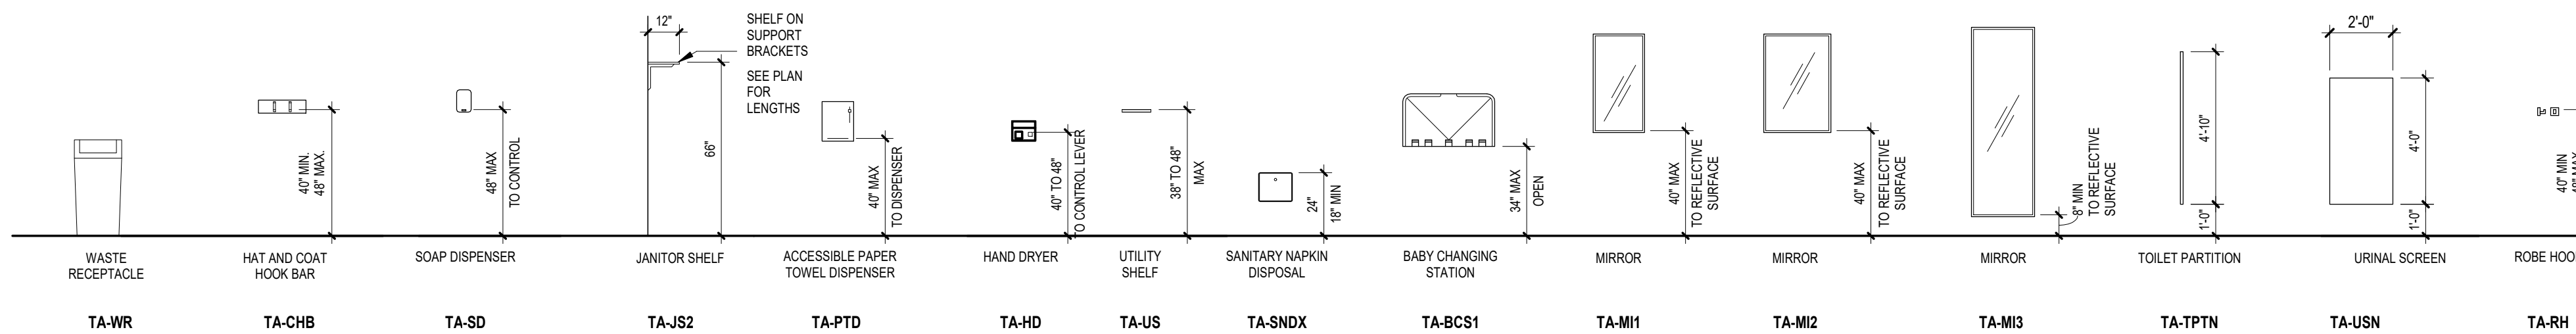 12"
SHELF ON
SUPPORT
BRACKETS
SEE PLAN
FOR
LENGTHS
2'-0"
40" MIN.
48" MAX.
48" MAX
TO CONTROL
66"
40" MAX
TO DISPENSER
40" TO 48"
TO CONTROL LEVER
38" TO 48"
MAX
24"
18" MIN
34" MAX
OPEN
40" MAX
TO REFLECTIVE
SURFACE
40" MAX
TO REFLECTIVE
SURFACE
8" MIN
TO REFLECTIVE
SURFACE
4'-10"
1'-0"
4'-0"
1'-0"
40" MIN
WASTE
RECEPTACLE
HAT AND COAT
HOOK BAR
SOAP DISPENSER
JANITOR SHELF
ACCESSIBLE PAPER
TOWEL DISPENSER
HAND DRYER
UTILITY
SHELF
SANITARY NAPKIN
DISPOSAL
BABY CHANGING
STATION
MIRROR
MIRROR
MIRROR
TOILET PARTITION
URINAL SCREEN
ROBE HOO
TA-WR
TA-CHB
TA-SD
TA-JS2
TA-PTD
TA-HD
TA-US
TA-SNDX
TA-BCS1
TA-MI1
TA-MI2
TA-MI3
TA-TPTN
TA-USN
TA-RH